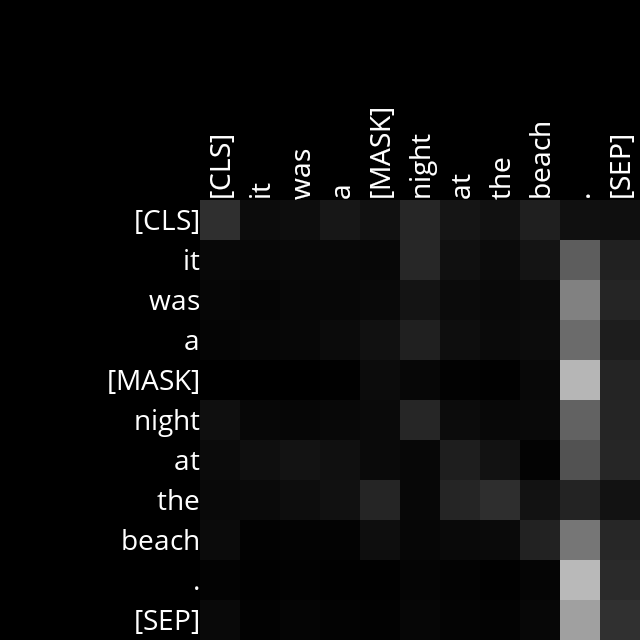 [CLS] it was a [MASK] night at the beach . [SEP]
[CLS]
it
was
a
[MASK]
night
at
the
beach
.
[SEP]